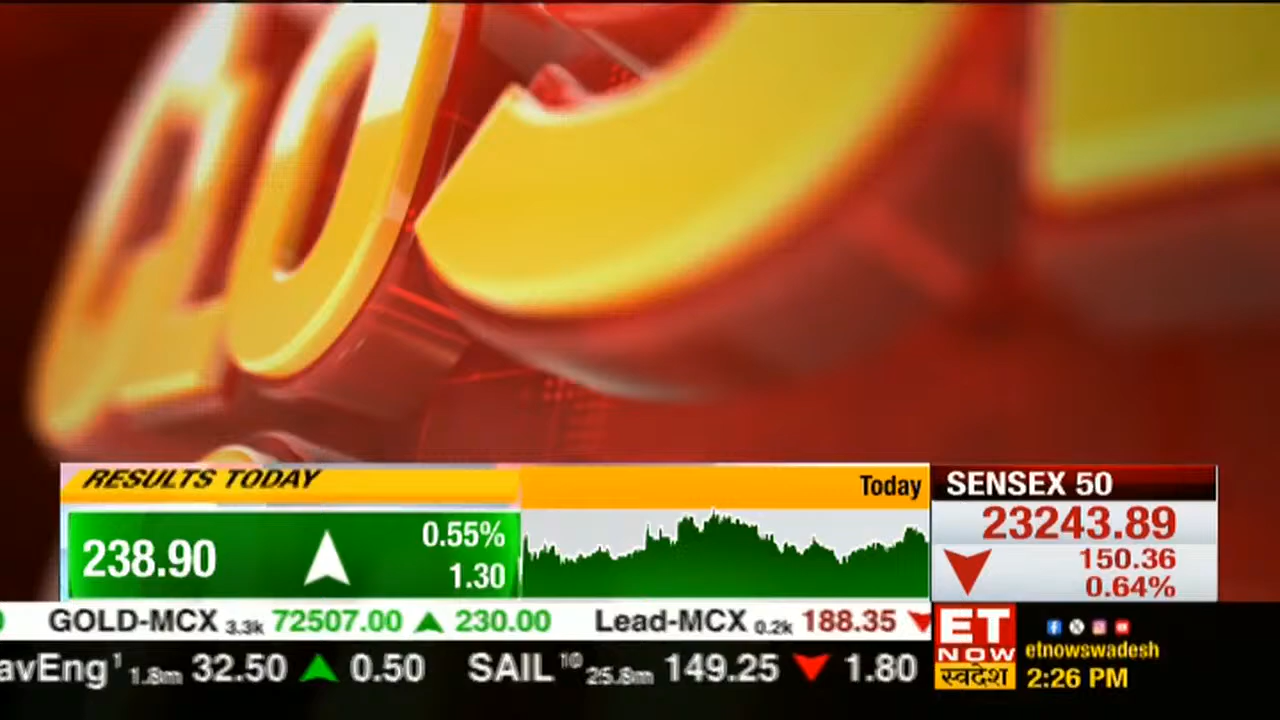 RESULTS TODAY
Today
238.90
0.55%
1.30
SENSEX 50
23243.89
150.36
0.64%
GOLD-MCX 3.3k 72507.00 230.00 Lead-MCX 0.2k 188.35
avEng 1 1.8m 32.50 0.50 SAIL 10 25.8m 149.25 1.80
ET
NOW
स्वदेश
etnowswadesh
2:26 PM